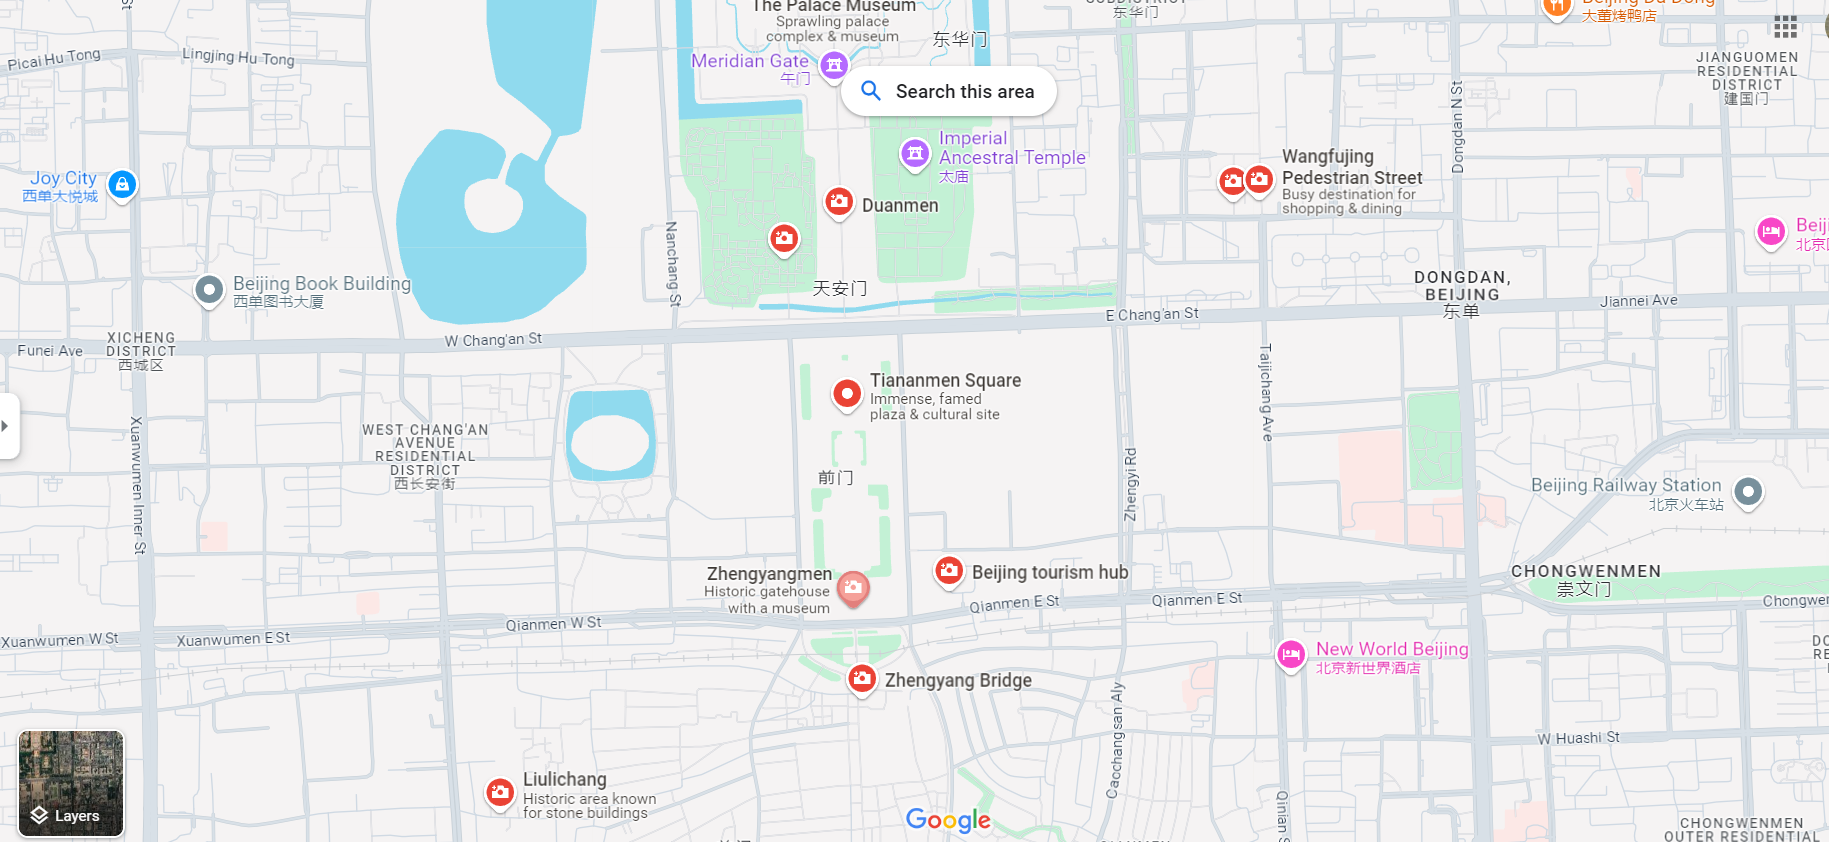 The Palace Museum
Sprawling palace
complex & museum
东华门
东华门
大董烤鸭店
Picai Hu Tong
Lingjing Hu Tong
Meridian Gate
午门
Search this area
JIANGUOMEN
RESIDENTIAL
DISTRICT
建国门
Dongdan N St
Imperial
Ancestral Temple
太庙
Wangfujing
Pedestrian Street
Busy destination for
shopping & dining
Joy City
西单大悦城
Duanmen
Nanchang St
Beijing Book Building
西单图书大厦
天安门
DONGDAN,
BEIJING
东单
Jiannei Ave
E Chang'an St
W Chang'an St
Funei Ave
XICHENG
DISTRICT
西城区
Tiananmen Square
Immense, famed
plaza & cultural site
Taijichang Ave
Xuanwumen Inner St
WEST CHANG'AN
AVENUE
RESIDENTIAL
DISTRICT
西长安街
前门
Zhengyi Rd
Beijing Railway Station
北京火车站
Zhengyangmen
Historic gatehouse
with a museum
Beijing tourism hub
CHONGWENMEN
崇文门
Qianmen E St
Qianmen E St
Qianmen W St
Xuanwumen W St
Xuanwumen E St
New World Beijing
北京新世界酒店
Zhengyang Bridge
Caochangsan Aly
W Huashi St
Liulichang
Historic area known
for stone buildings
Layers
Google
Qinian S
CHONGWENMEN
OUTER RESIDENTIAL